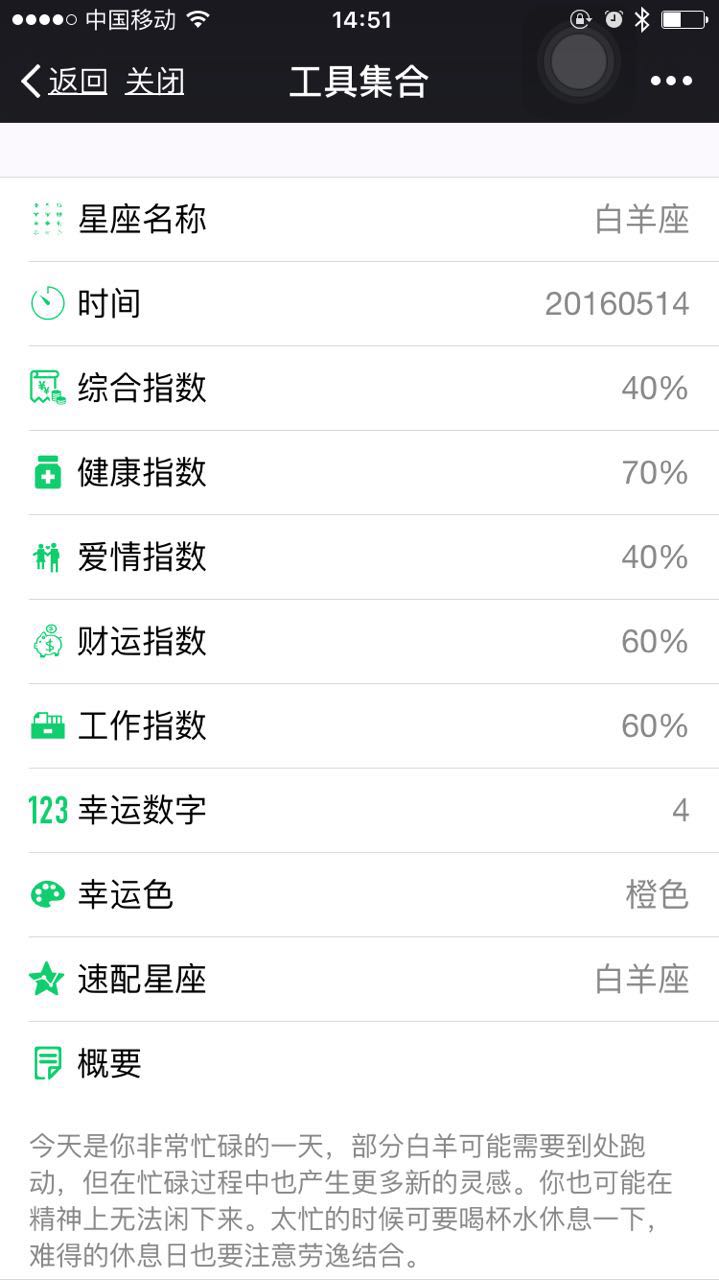 中国移动 14:51
返回 关闭 工具集合
星座名称 白羊座
时间 20160514
综合指数 40%
健康指数 70%
爱情指数 40%
财运指数 60%
工作指数 60%
123 幸运数字 4
幸运色 橙色
速配星座 白羊座
概要
今天是你非常忙碌的一天，部分白羊可能需要到处跑
动，但在忙碌过程中也产生更多新的灵感。你也可能在
精神上无法闲下来。太忙的时候可要喝杯水休息一下，
难得的休息日也要注意劳逸结合。